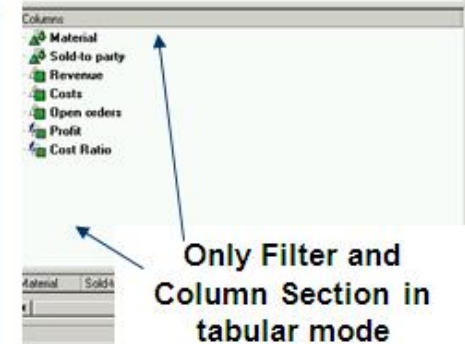 Columns
Material
Sold-to party
Revenue
Costs
Open orders
Profit
Cost Ratio
Only Filter and
Column Section in
tabular mode